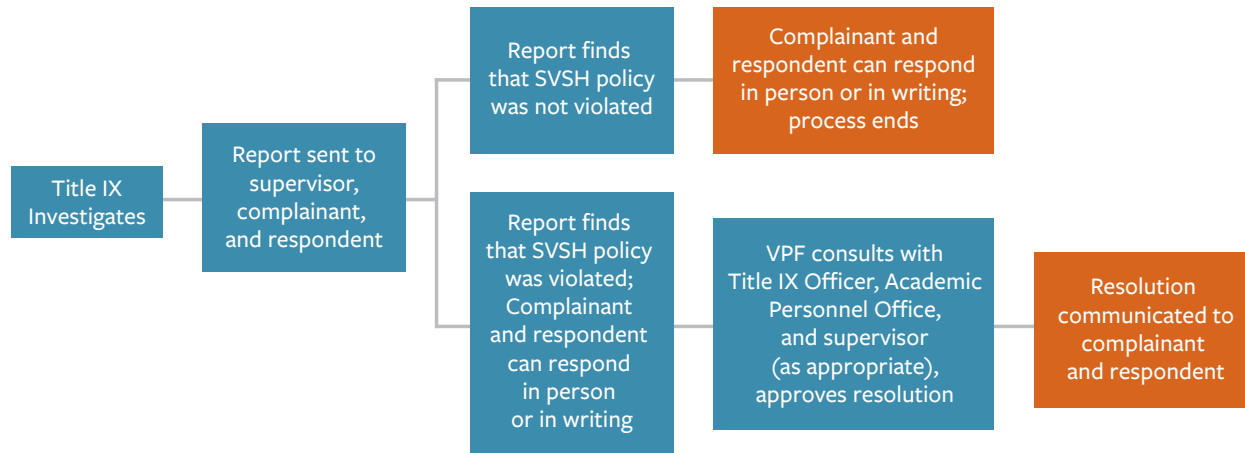 Title IX
Investigates
Report sent to
supervisor,
complainant,
and respondent
Report finds
that SVSH policy
was not violated
Complainant and
respondent can respond
in person or in writing;
process ends
Report finds
that SVSH policy
was violated;
Complainant
and respondent
can respond
in person
or in writing
VPF consults with
Title IX Officer, Academic
Personnel Office,
and supervisor
(as appropriate),
approves resolution
Resolution
communicated to
complainant
and respondent